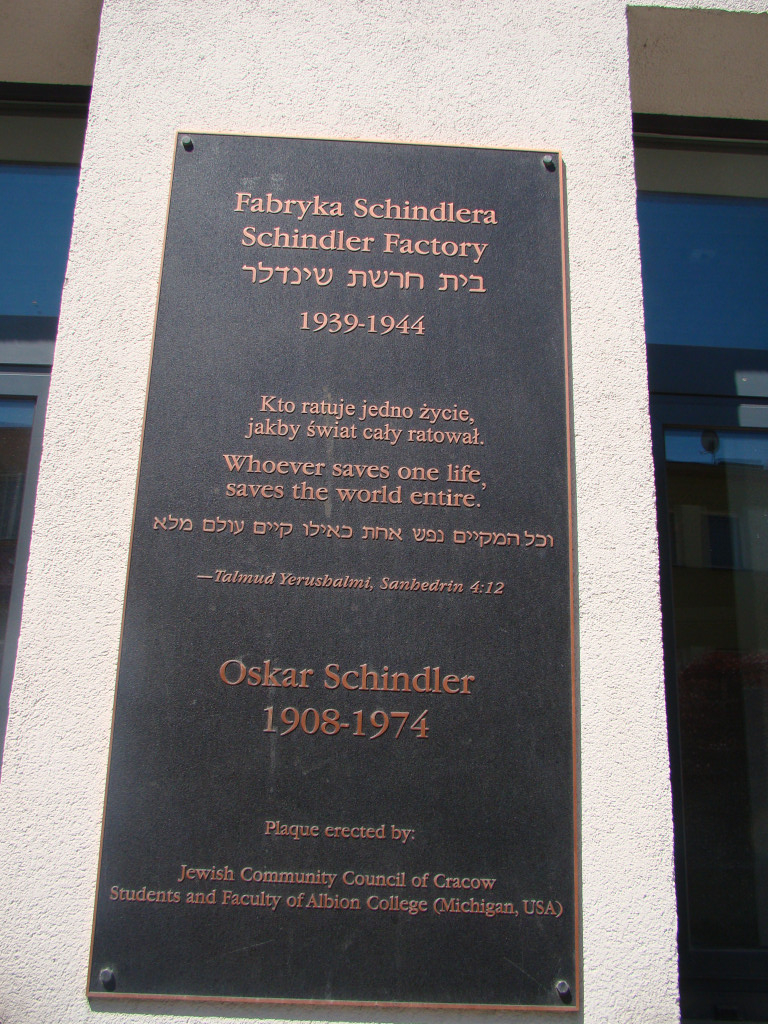 Fabryka Schindlera
Schindler Factory
בית חרשת שינדלר
1939-1944
Kto ratuje jedno życie,
jakby świat cały ratował.
Whoever saves one life,
saves the world entire.
וכל המקיים נפש אחת כאילו קיים עולם מלא
—Talmud Yerushalmi, Sanhedrin 4:12
Oskar Schindler
1908-1974
Plaque erected by:
Jewish Community Council of Cracow
Students and Faculty of Albion College (Michigan, USA)